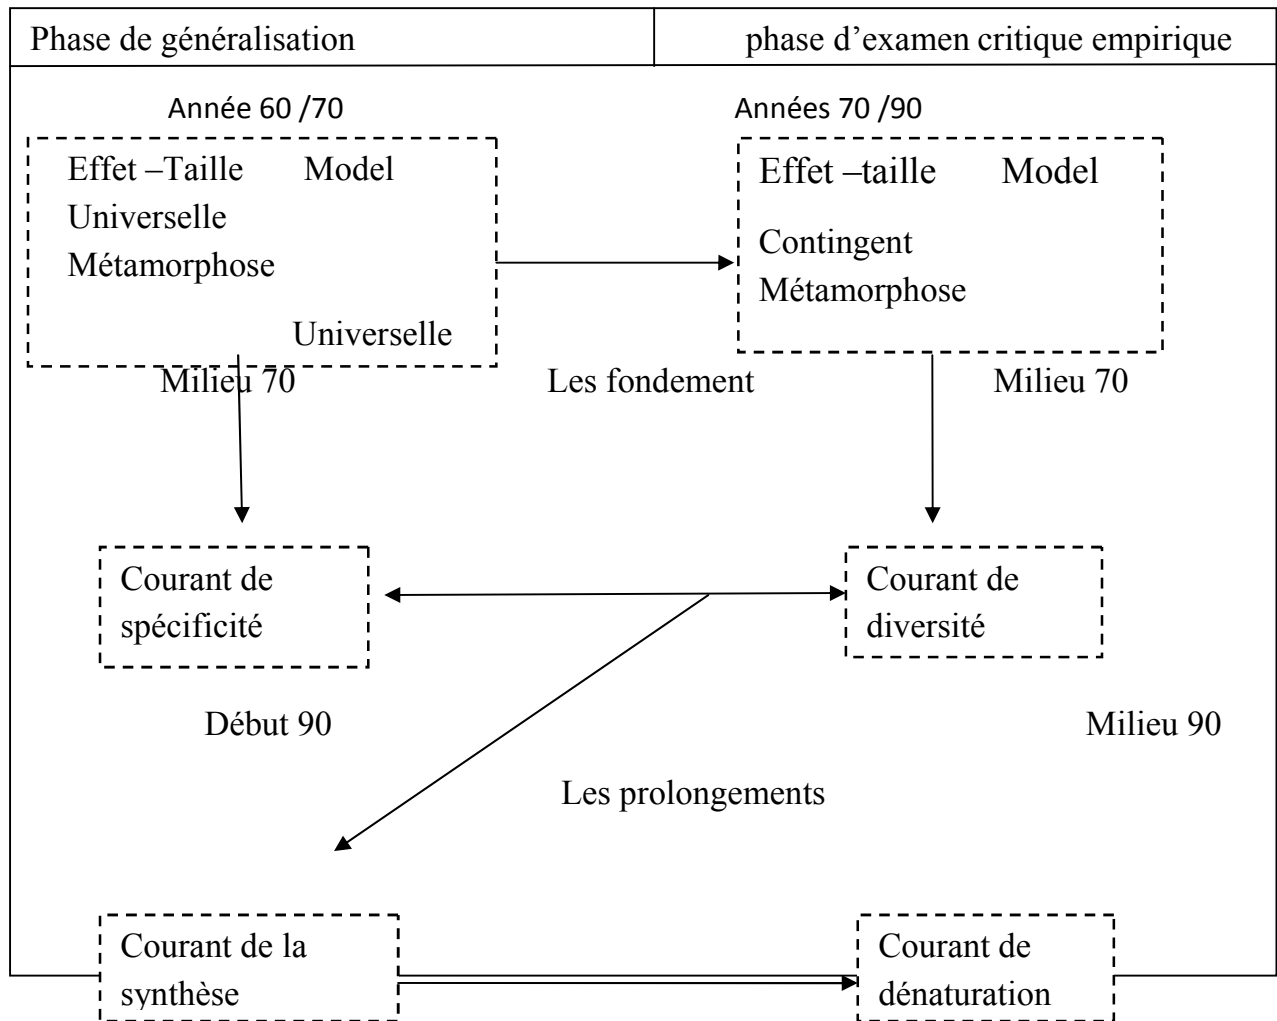 Phase de généralisation
phase d’examen critique empirique
Année 60 /70
Années 70 /90
Effet –Taille Model
Universelle
Métamorphose
Universelle
Effet –taille Model
Contingent
Métamorphose
Milieu 70
Les fondement
Milieu 70
Courant de
spécificité
Courant de
diversité
Début 90
Milieu 90
Les prolongements
Courant de la
synthèse
Courant de
dénaturation